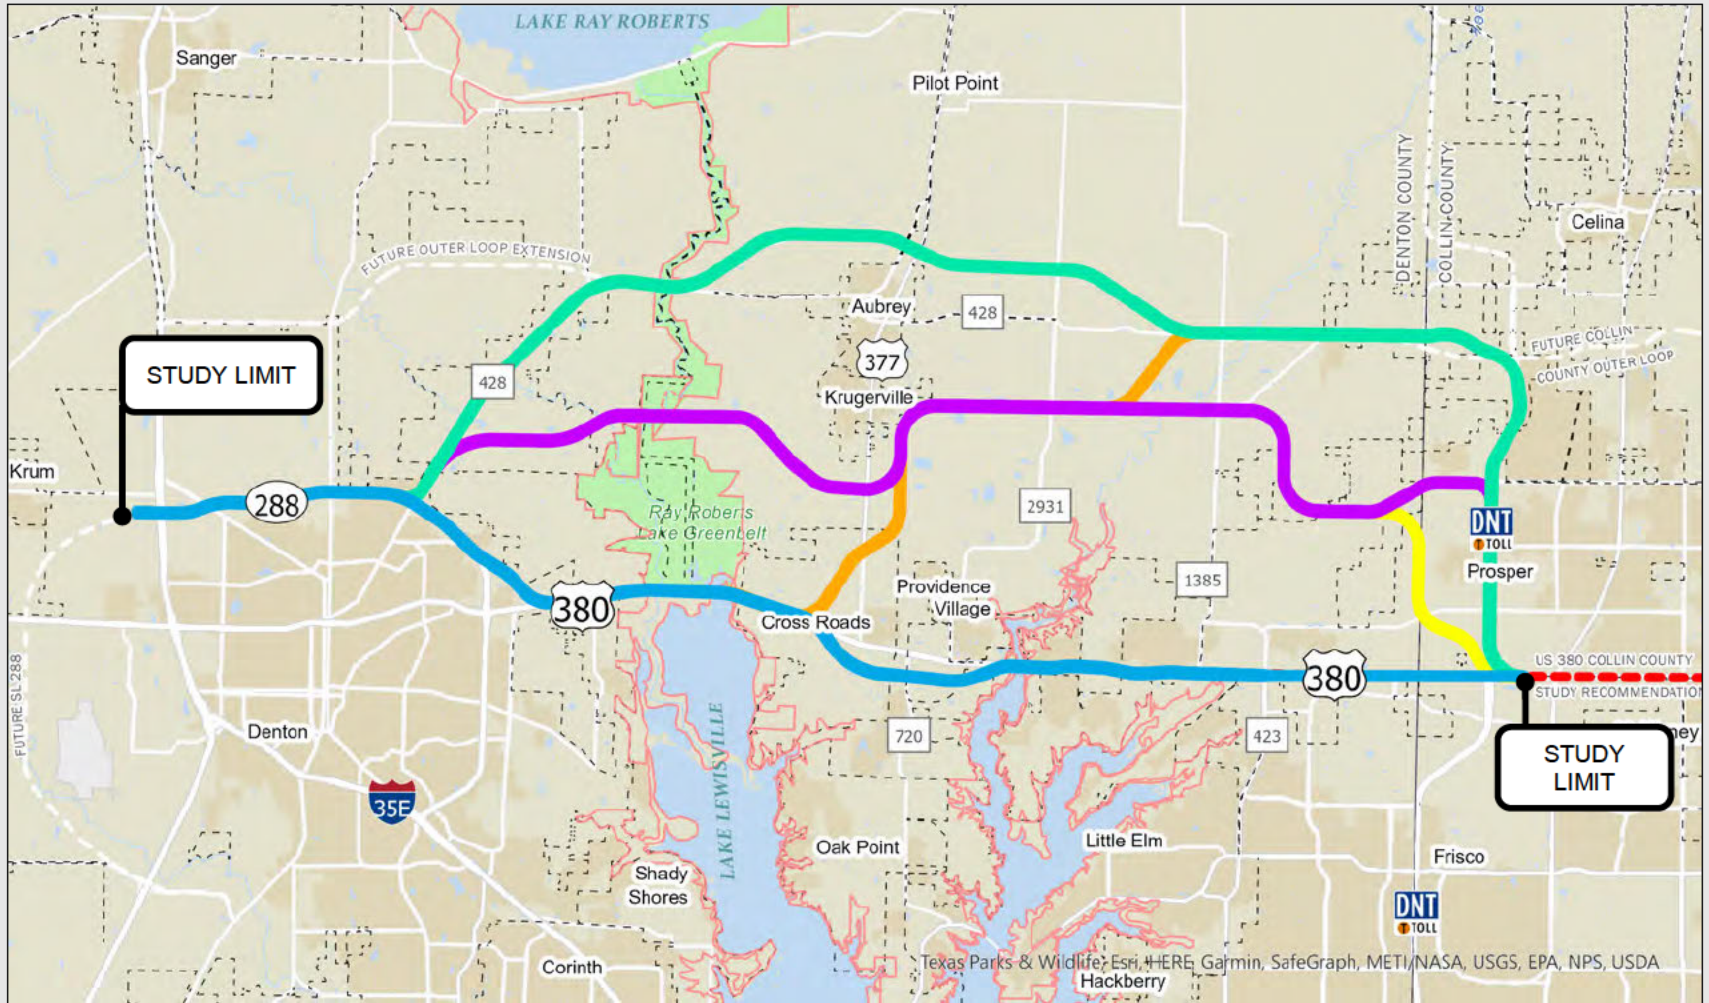 LAKE RAY ROBERTS
Sanger
Pilot Point
DENTON COUNTY
COLLIN COUNTY
Celina
FUTURE OUTER LOOP EXTENSION
Aubrey
428
377
FUTURE COLLIN
COUNTY OUTER LOOP
STUDY LIMIT
428
Krugerville
Krum
288
Ray Roberts
Lake Greenbelt
2931
DNT
TOLL
Prosper
1385
Providence
Village
380
Cross Roads
US 380 COLLIN COUNTY
STUDY RECOMMENDATION
380
FUTURE SL 288
Denton
LAKE LEWISVILLE
720
423
STUDY
LIMIT
ney
35E
Oak Point
Little Elm
Frisco
Shady
Shores
DNT
TOLL
Corinth
Texas Parks & Wildlife, Esri, HERE, Garmin, SafeGraph, METI/NASA, USGS, EPA, NPS, USDA
Hackberry